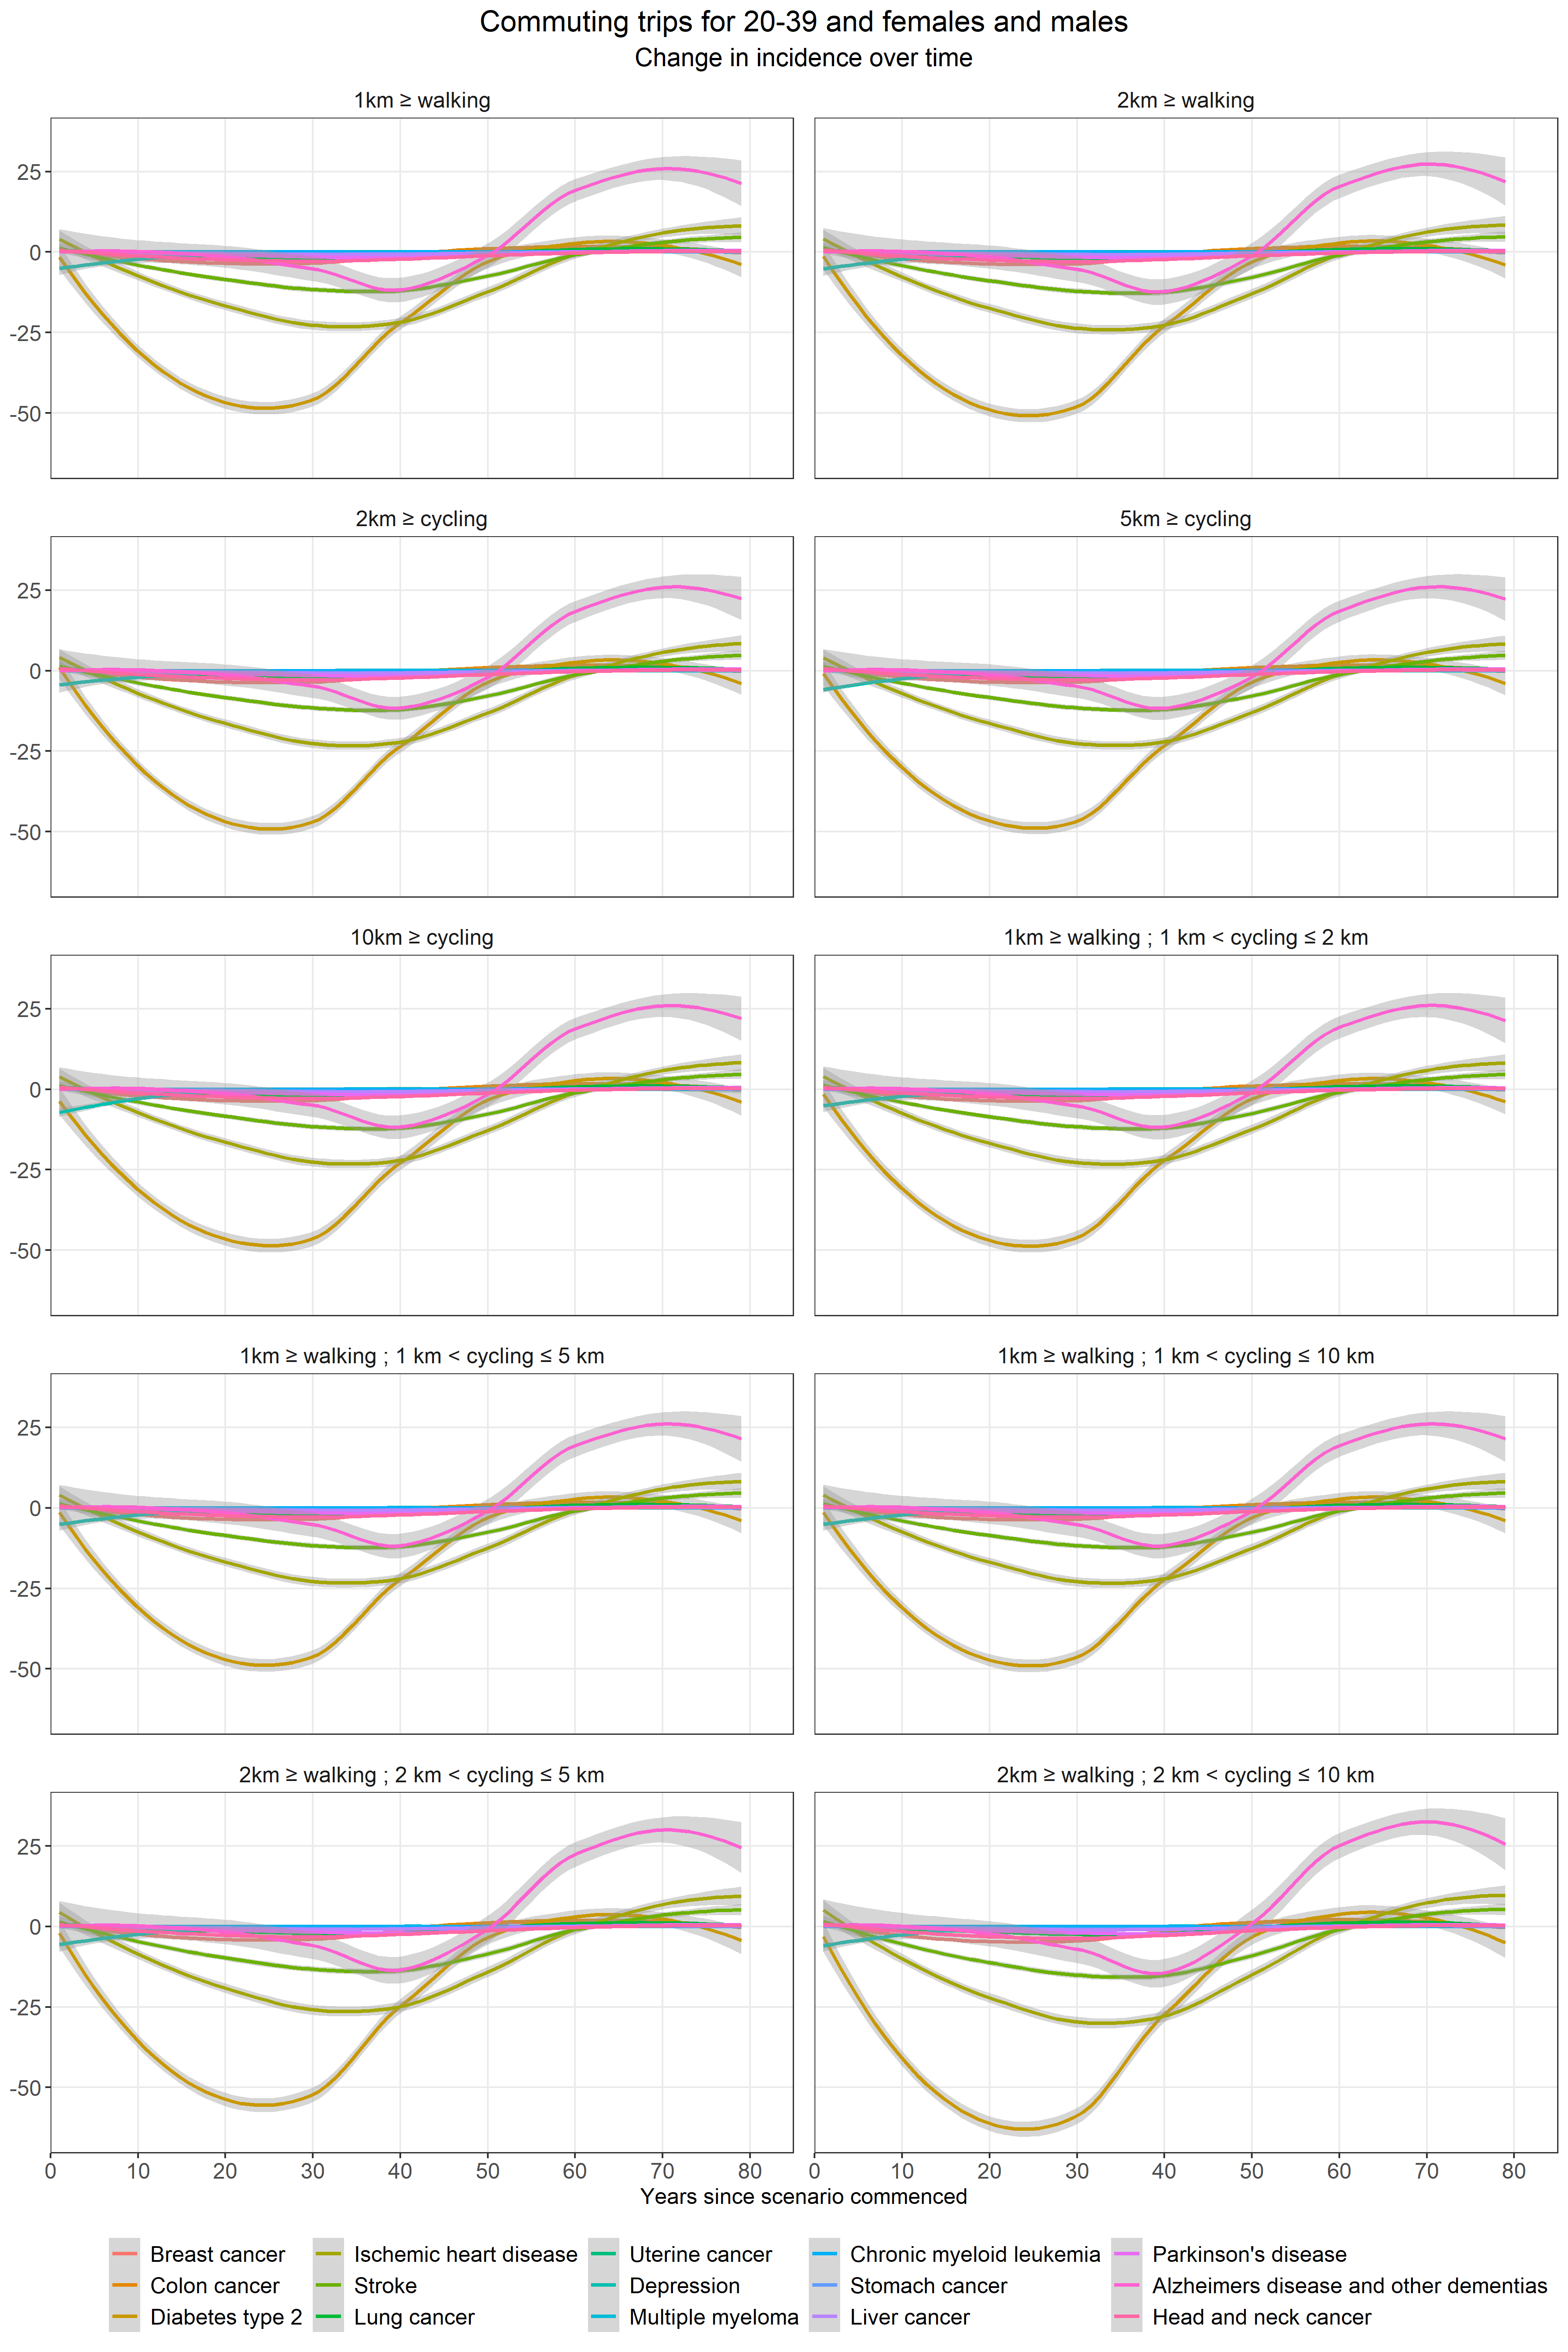 Commuting trips for 20-39 and females and males
Change in incidence over time
1km ≥ walking
2km ≥ walking
25
0
-25
-50
2km ≥ cycling
5km ≥ cycling
25
0
-25
-50
10km ≥ cycling
1km ≥ walking ; 1 km < cycling ≤ 2 km
25
0
-25
-50
1km ≥ walking ; 1 km < cycling ≤ 5 km
1km ≥ walking ; 1 km < cycling ≤ 10 km
25
0
-25
-50
2km ≥ walking ; 2 km < cycling ≤ 5 km
2km ≥ walking ; 2 km < cycling ≤ 10 km
25
0
-25
-50
0 10 20 30 40 50 60 70 80
0 10 20 30 40 50 60 70 80
Years since scenario commenced
Breast cancer
Colon cancer
Diabetes type 2
Ischemic heart disease
Stroke
Lung cancer
Uterine cancer
Depression
Multiple myeloma
Chronic myeloid leukemia
Stomach cancer
Liver cancer
Parkinson's disease
Alzheimers disease and other dementias
Head and neck cancer